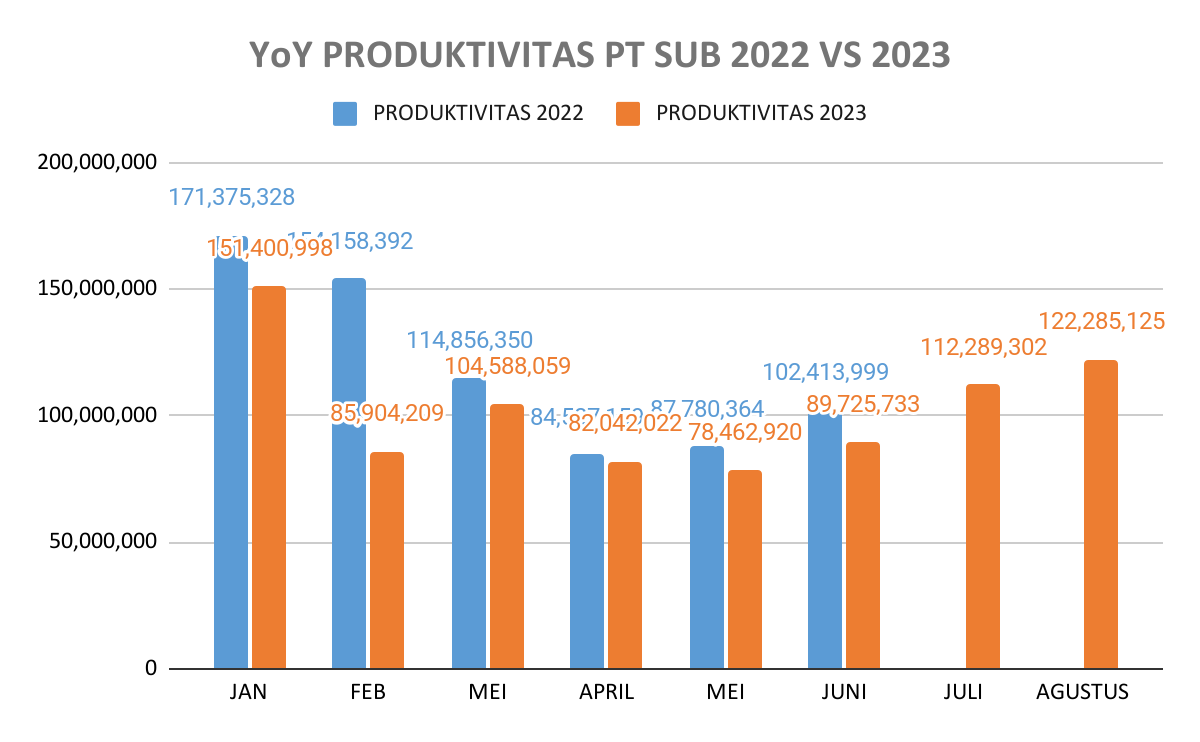 YoY PRODUKTIVITAS PT SUB 2022 VS 2023
PRODUKTIVITAS 2022
PRODUKTIVITAS 2023
200,000,000
150,000,000
100,000,000
50,000,000
0
171,375,328
151,400,998
154,158,392
85,904,209
114,856,350
104,588,059
82,042,022
87,780,364
78,462,920
102,413,999
89,725,733
112,289,302
122,285,125
JAN
FEB
MEI
APRIL
MEI
JUNI
JULI
AGUSTUS